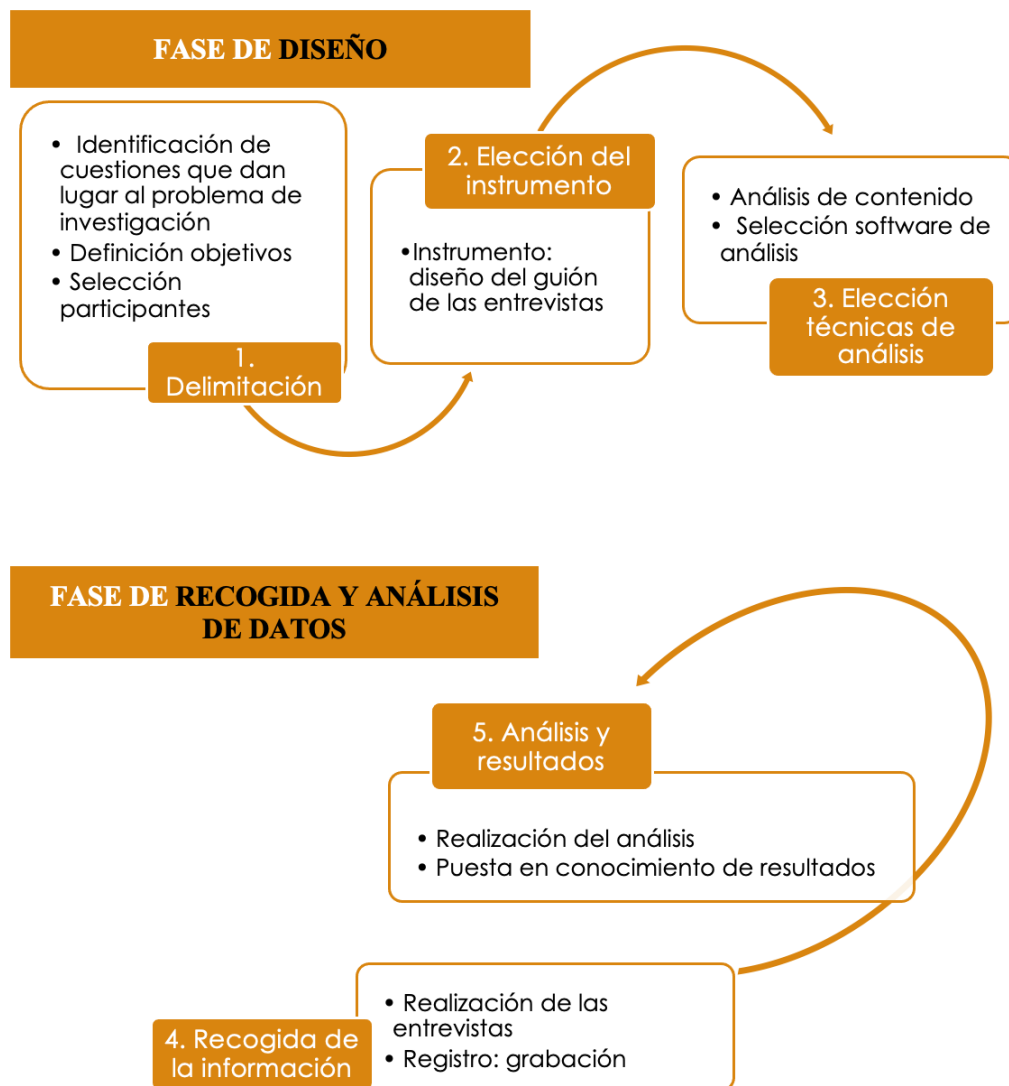 FASE DE DISEÑO
• Identificación de
cuestiones que dan
lugar al problema de
investigación
• Definición objetivos
• Selección
participantes
1.
Delimitación
2. Elección del
instrumento
•Instrumento:
diseño del guión
de las entrevistas
• Análisis de contenido
• Selección software de
análisis
3. Elección
técnicas de
análisis
FASE DE RECOGIDA Y ANÁLISIS
DE DATOS
5. Análisis y
resultados
• Realización del análisis
• Puesta en conocimiento de resultados
• Realización de las
entrevistas
• Registro: grabación
4. Recogida de
la información